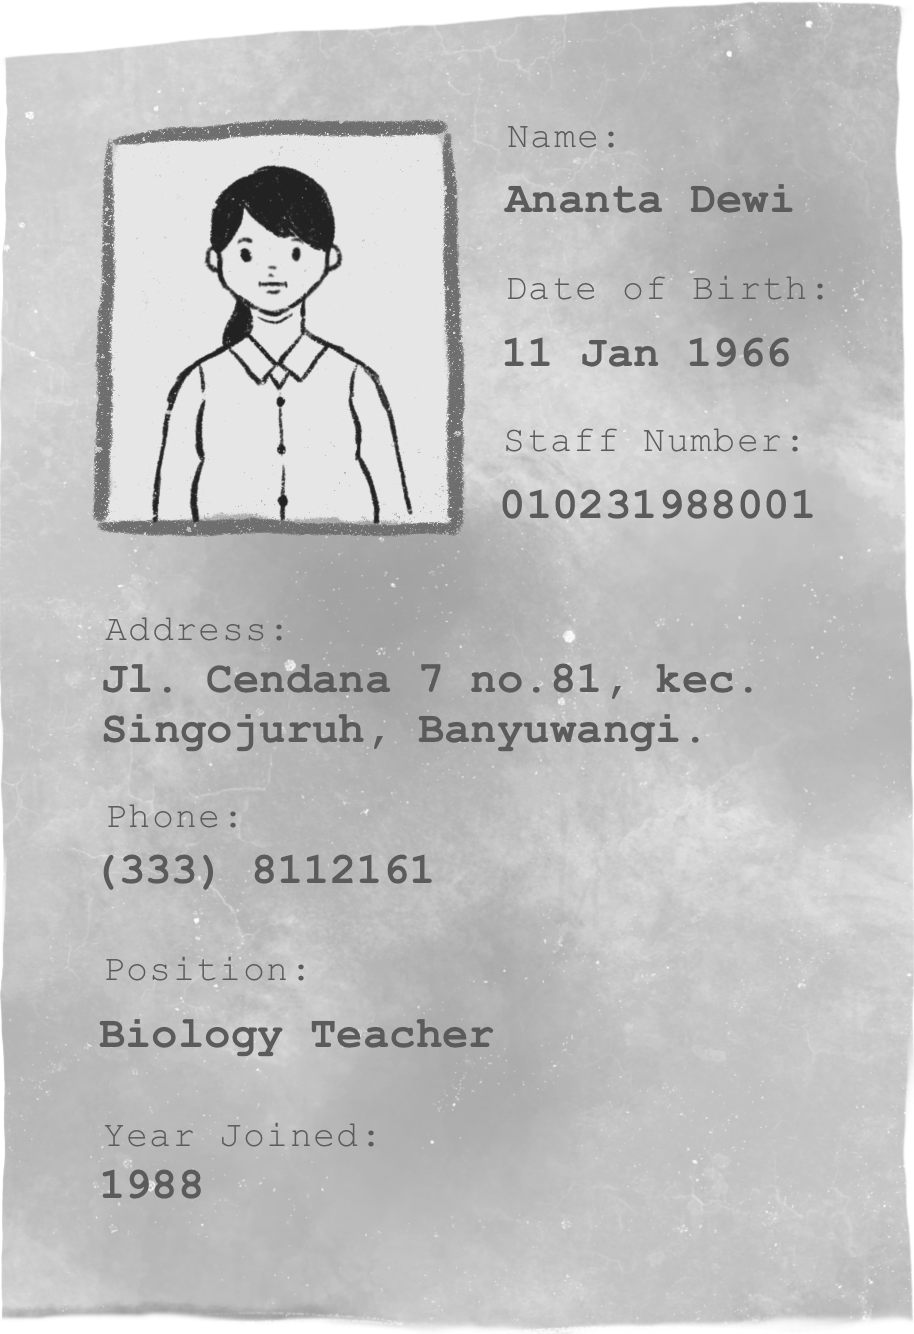 Name:
Ananta Dewi
Date of Birth:
11 Jan 1966
Staff Number:
010231988001
Address:
Jl. Cendana 7 no.81, kec.
Singojuruh, Banyuwangi.
Phone:
(333) 8112161
Position:
Biology Teacher
Year Joined:
1988